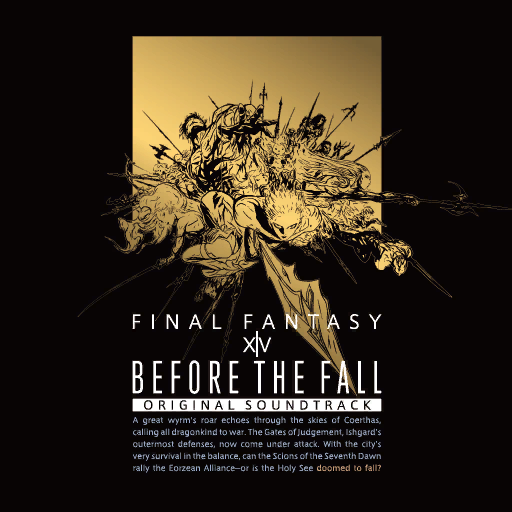 FINAL FANTASY
XIV
BEFORE THE FALL
ORIGINAL SOUNDTRACK
A great wyrm's roar echoes through the skies of Coerthas,
calling all dragonkind to war. The Gates of Judgement, Ishgard's
outermost defenses, now come under attack. With the city's
very survival in the balance, can the Scions of the Seventh Dawn
rally the Eorzean Alliance—or is the Holy See doomed to fall?